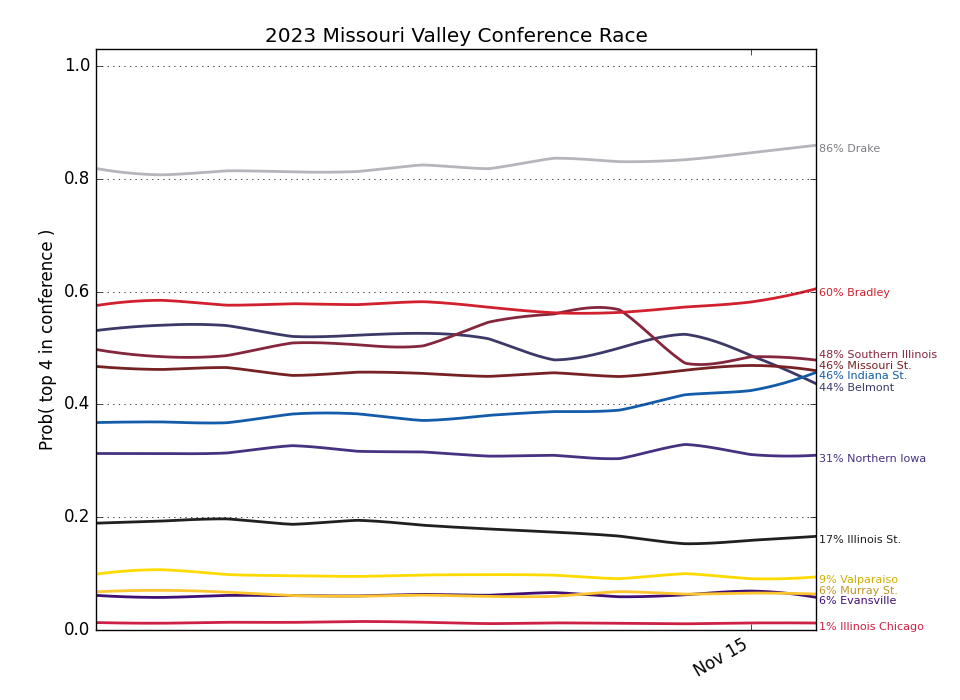 2023 Missouri Valley Conference Race
Prob( top 4 in conference )
1.0
0.8
0.6
0.4
0.2
0.0
86% Drake
60% Bradley
48% Southern Illinois
46% Missouri St.
46% Indiana St.
44% Belmont
31% Northern Iowa
17% Illinois St.
9% Valparaiso
6% Murray St.
6% Evansville
1% Illinois Chicago
Nov 15